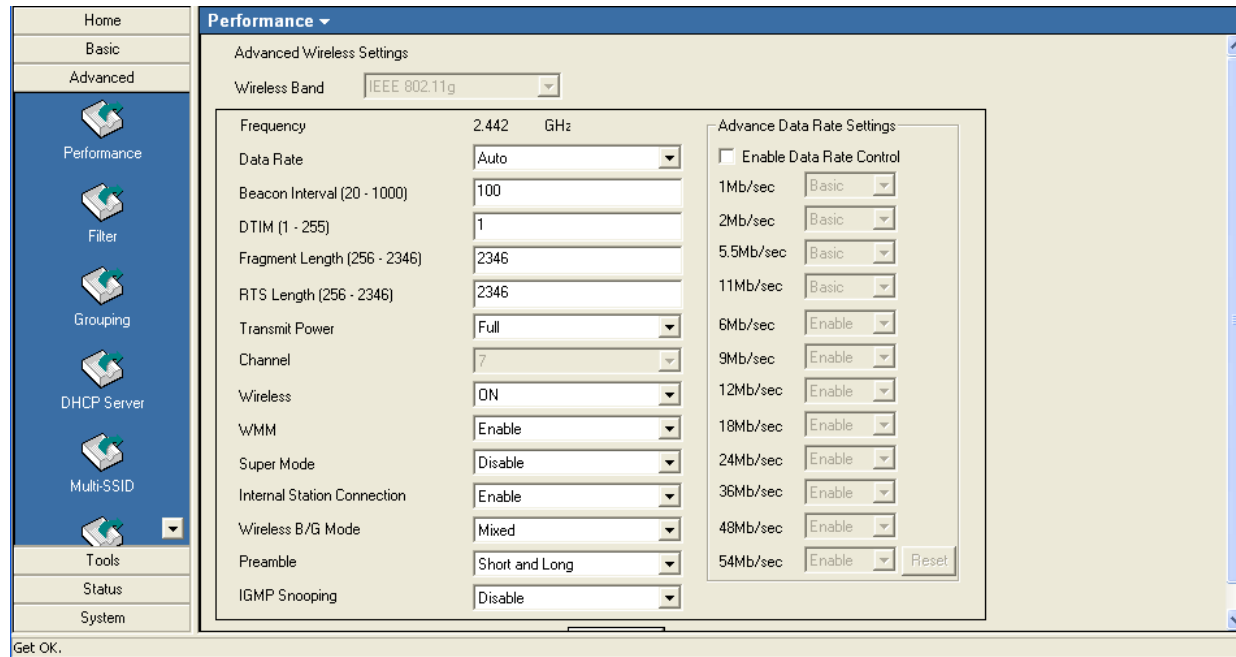 Home
Basic
Advanced
Performance
Filter
Grouping
DHCP Server
Multi-SSID
Tools
Status
System
Performance
Advanced Wireless Settings
Wireless Band IEEE 802.11g
Frequency 2.442 GHz
Data Rate Auto
Beacon Interval (20 - 1000) 100
DTIM (1 - 255) 1
Fragment Length (256 - 2346) 2346
RTS Length (256 - 2346) 2346
Transmit Power Full
Channel 7
Wireless ON
WMM Enable
Super Mode Disable
Internal Station Connection Enable
Wireless B/G Mode Mixed
Preamble Short and Long
IGMP Snooping Disable
Advance Data Rate Settings
Enable Data Rate Control
1Mb/sec Basic
2Mb/sec Basic
5.5Mb/sec Basic
11Mb/sec Basic
6Mb/sec Enable
9Mb/sec Enable
12Mb/sec Enable
18Mb/sec Enable
24Mb/sec Enable
36Mb/sec Enable
48Mb/sec Enable
54Mb/sec Enable Reset
Get OK.